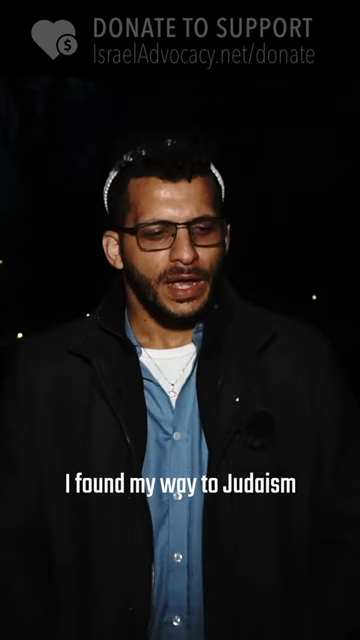 DONATE TO SUPPORT
IsraelAdvocacy.net/donate
I found my way to Judaism